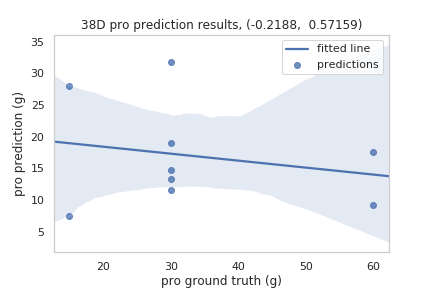 38D pro prediction results, (-0.2188,  0.57159)
fitted line
predictions
pro prediction (g)
35
30
25
20
15
10
5
20
30
40
50
60
pro ground truth (g)